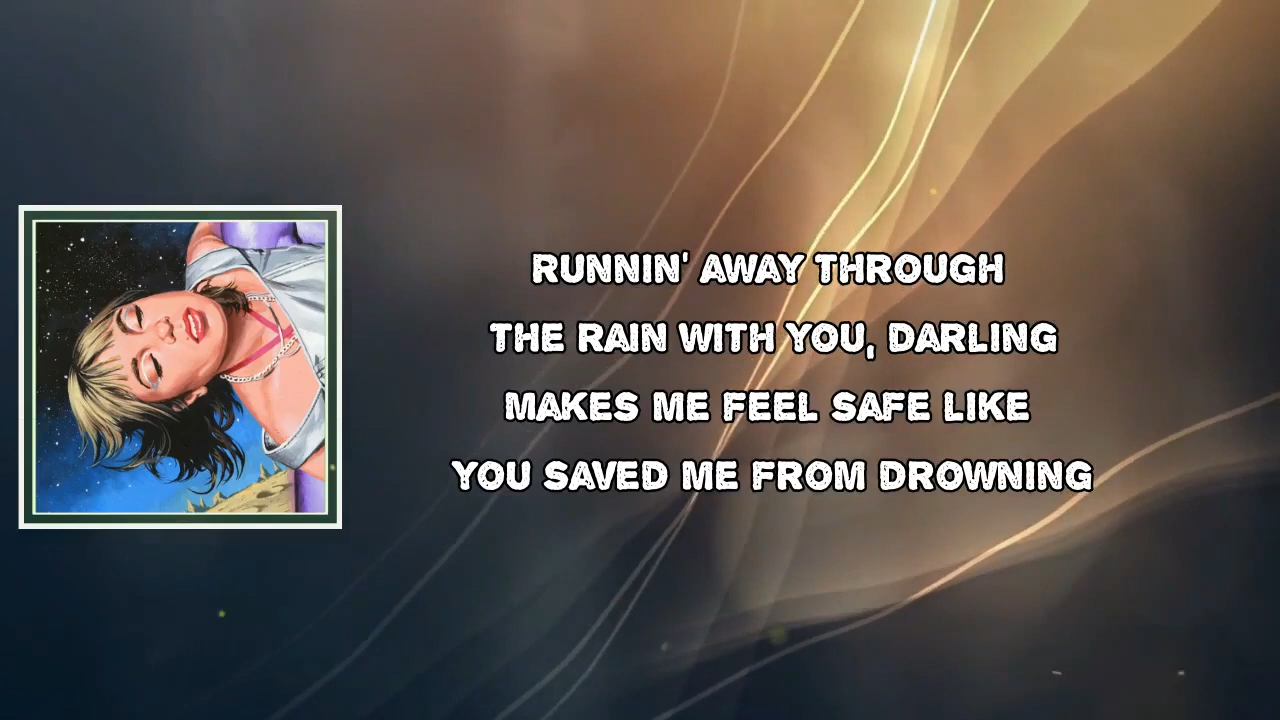 RUNNIN' AWAY THROUGH
THE RAIN WITH YOU, DARLING
MAKES ME FEEL SAFE LIKE
YOU SAVED ME FROM DROWNING